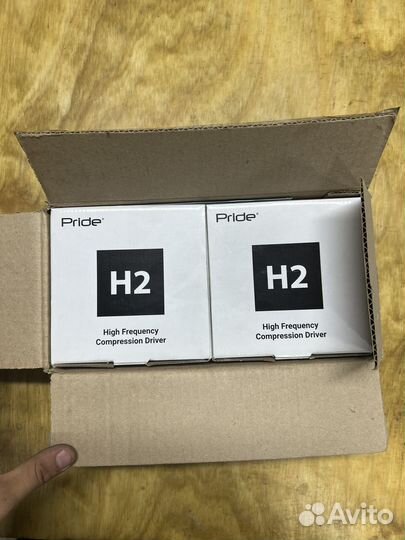 Pride®
H2
High Frequency
Compression Driver
Pride®
H2
High Frequency
Compression Driver
Avito